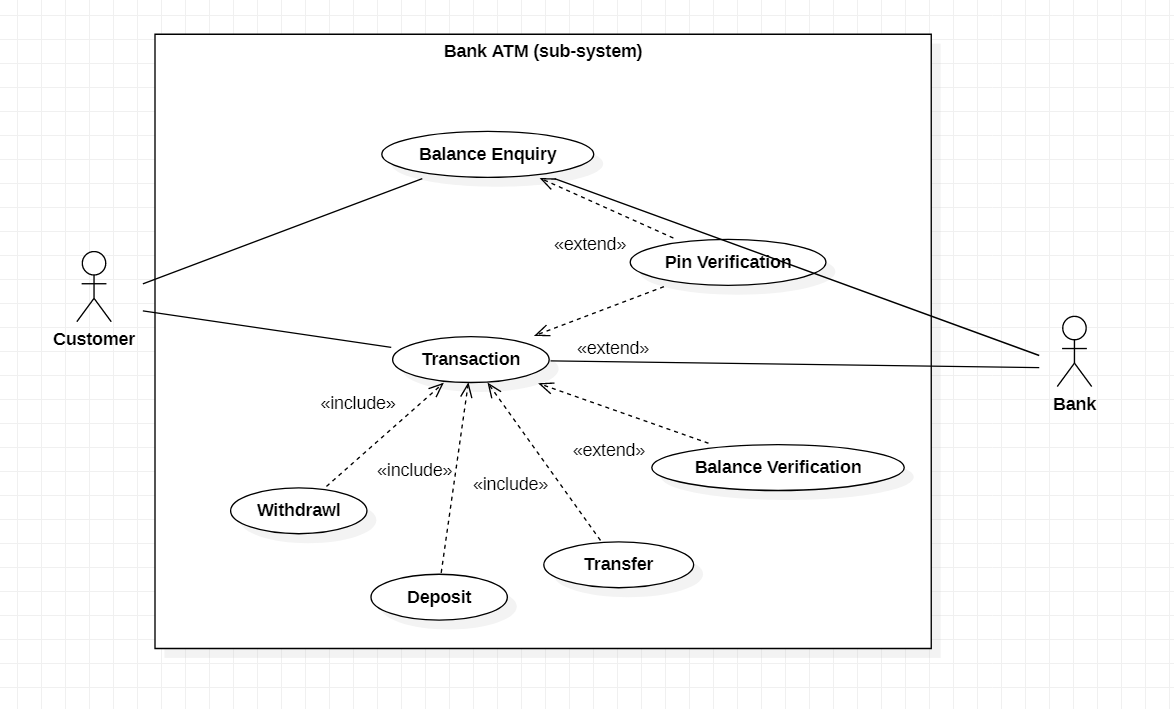 Bank ATM (sub-system)
Balance Enquiry
«extend»
Pin Verification
Customer
«extend»
Transaction
Bank
«include»
«extend»
Balance Verification
«include»
«include»
Withdrawl
Transfer
Deposit